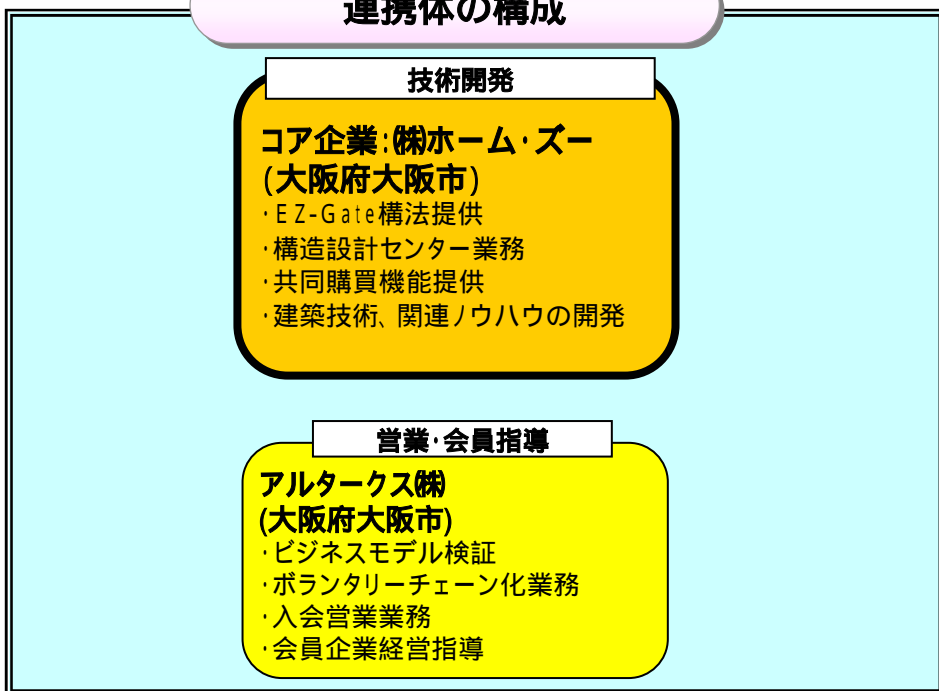 連携体の構成
技術開発
コア企業:㈱ホーム・ズー
(大阪府大阪市)
・EZ-Gate構法提供
・構造設計センター業務
・共同購買機能提供
・建築技術、関連ノウハウの開発
営業・会員指導
アルタークス㈱
(大阪府大阪市)
・ビジネスモデル検証
・ボランタリーチェーン化業務
・入会営業業務
・会員企業経営指導